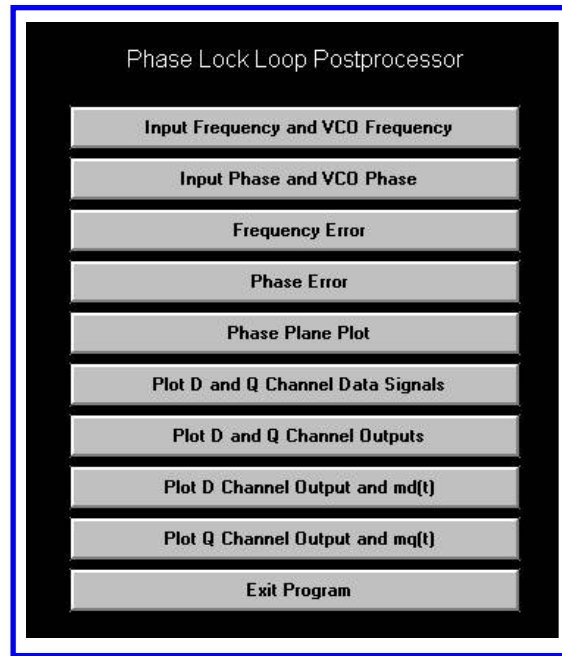 Phase Lock Loop Postprocessor
Input Frequency and VCO Frequency
Input Phase and VCO Phase
Frequency Error
Phase Error
Phase Plane Plot
Plot D and Q Channel Data Signals
Plot D and Q Channel Outputs
Plot D Channel Output and md(t)
Plot Q Channel Output and mq(t)
Exit Program